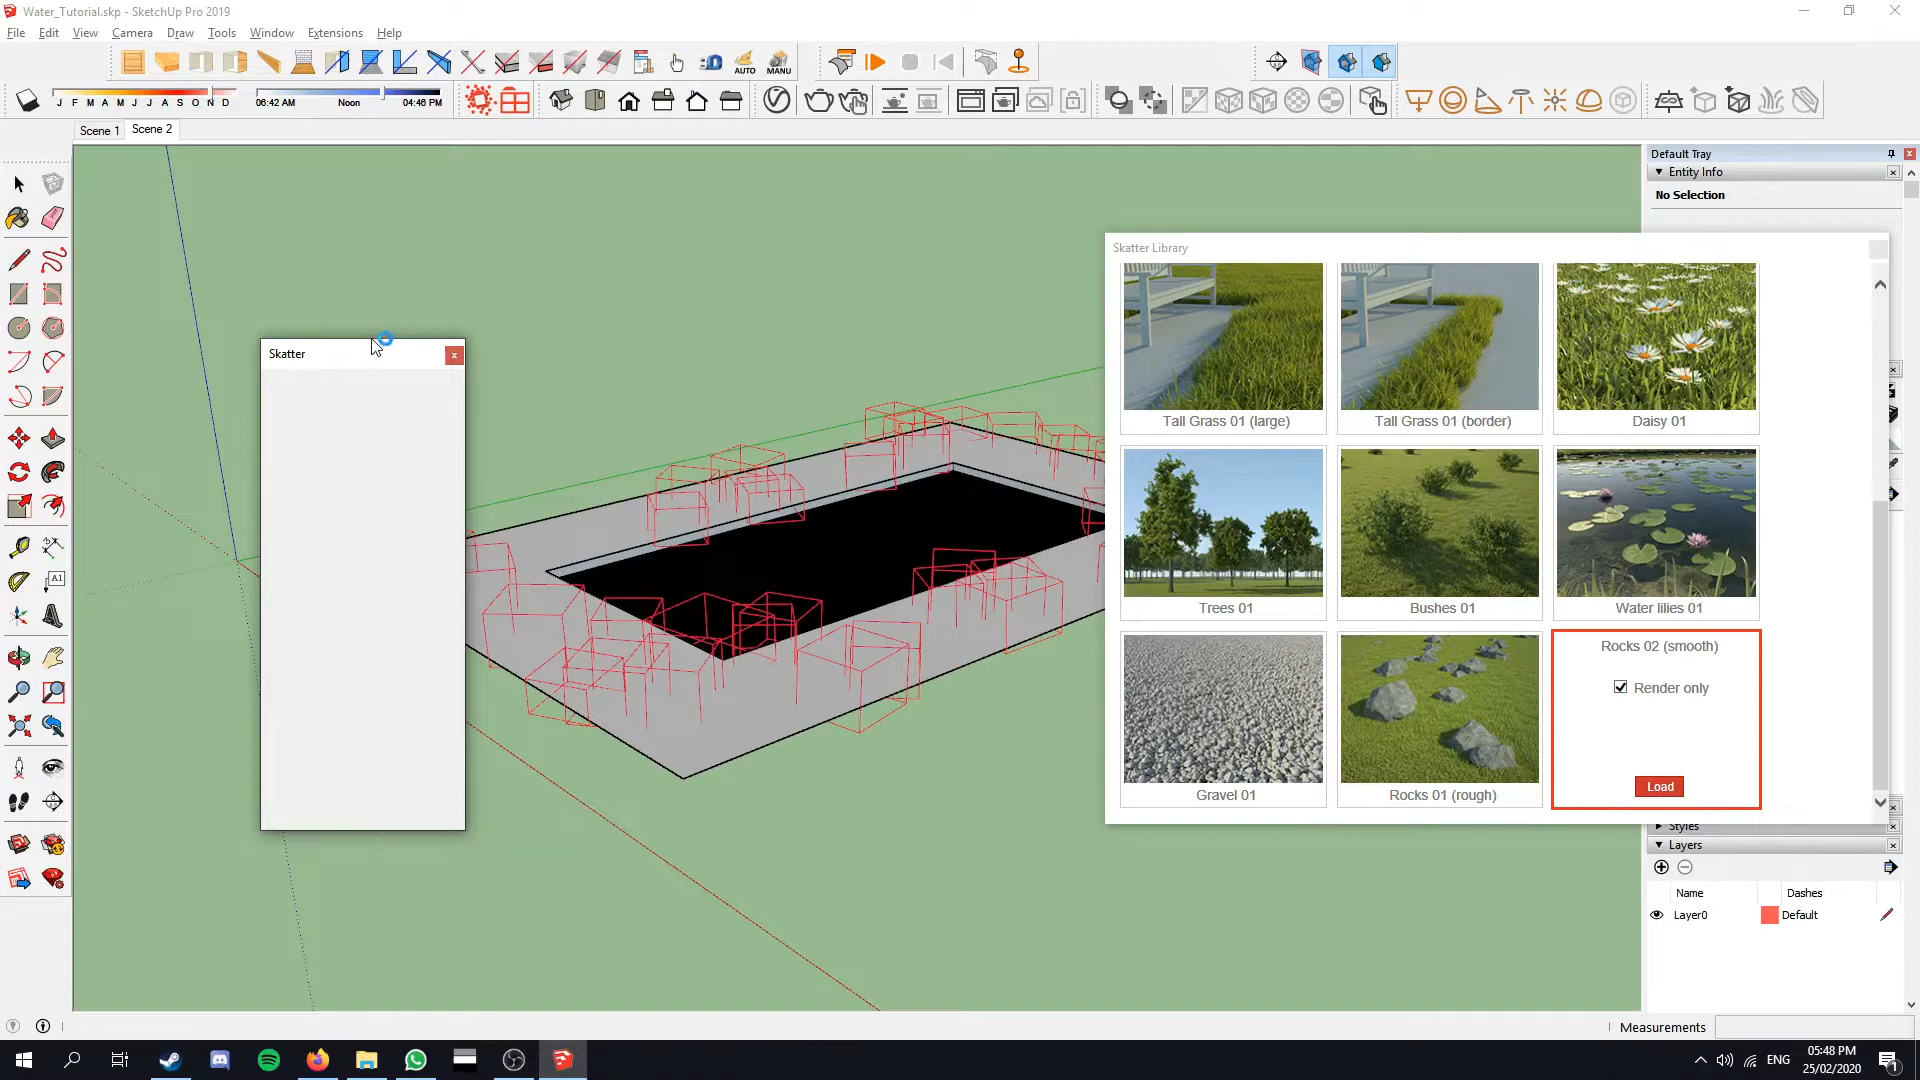 Water_Tutorial.skp - SketchUp Pro 2019
File Edit View Camera Draw Tools Window Extensions Help
AUTO MANU
J F M A M J J A S O N D
06:42 AM Noon 04:46 PM
Scene 1 Scene 2
Default Tray
Entity Info
No Selection
Skatter Library
Tall Grass 01 (large) Tall Grass 01 (border) Daisy 01
Skatter
Trees 01 Bushes 01 Water lilies 01
Rocks 02 (smooth)
Render only
Load
Gravel 01 Rocks 01 (rough)
A1
Styles
Layers
Name Dashes
Layer0 Default
Measurements
ENG
05:48 PM
25/02/2020
1